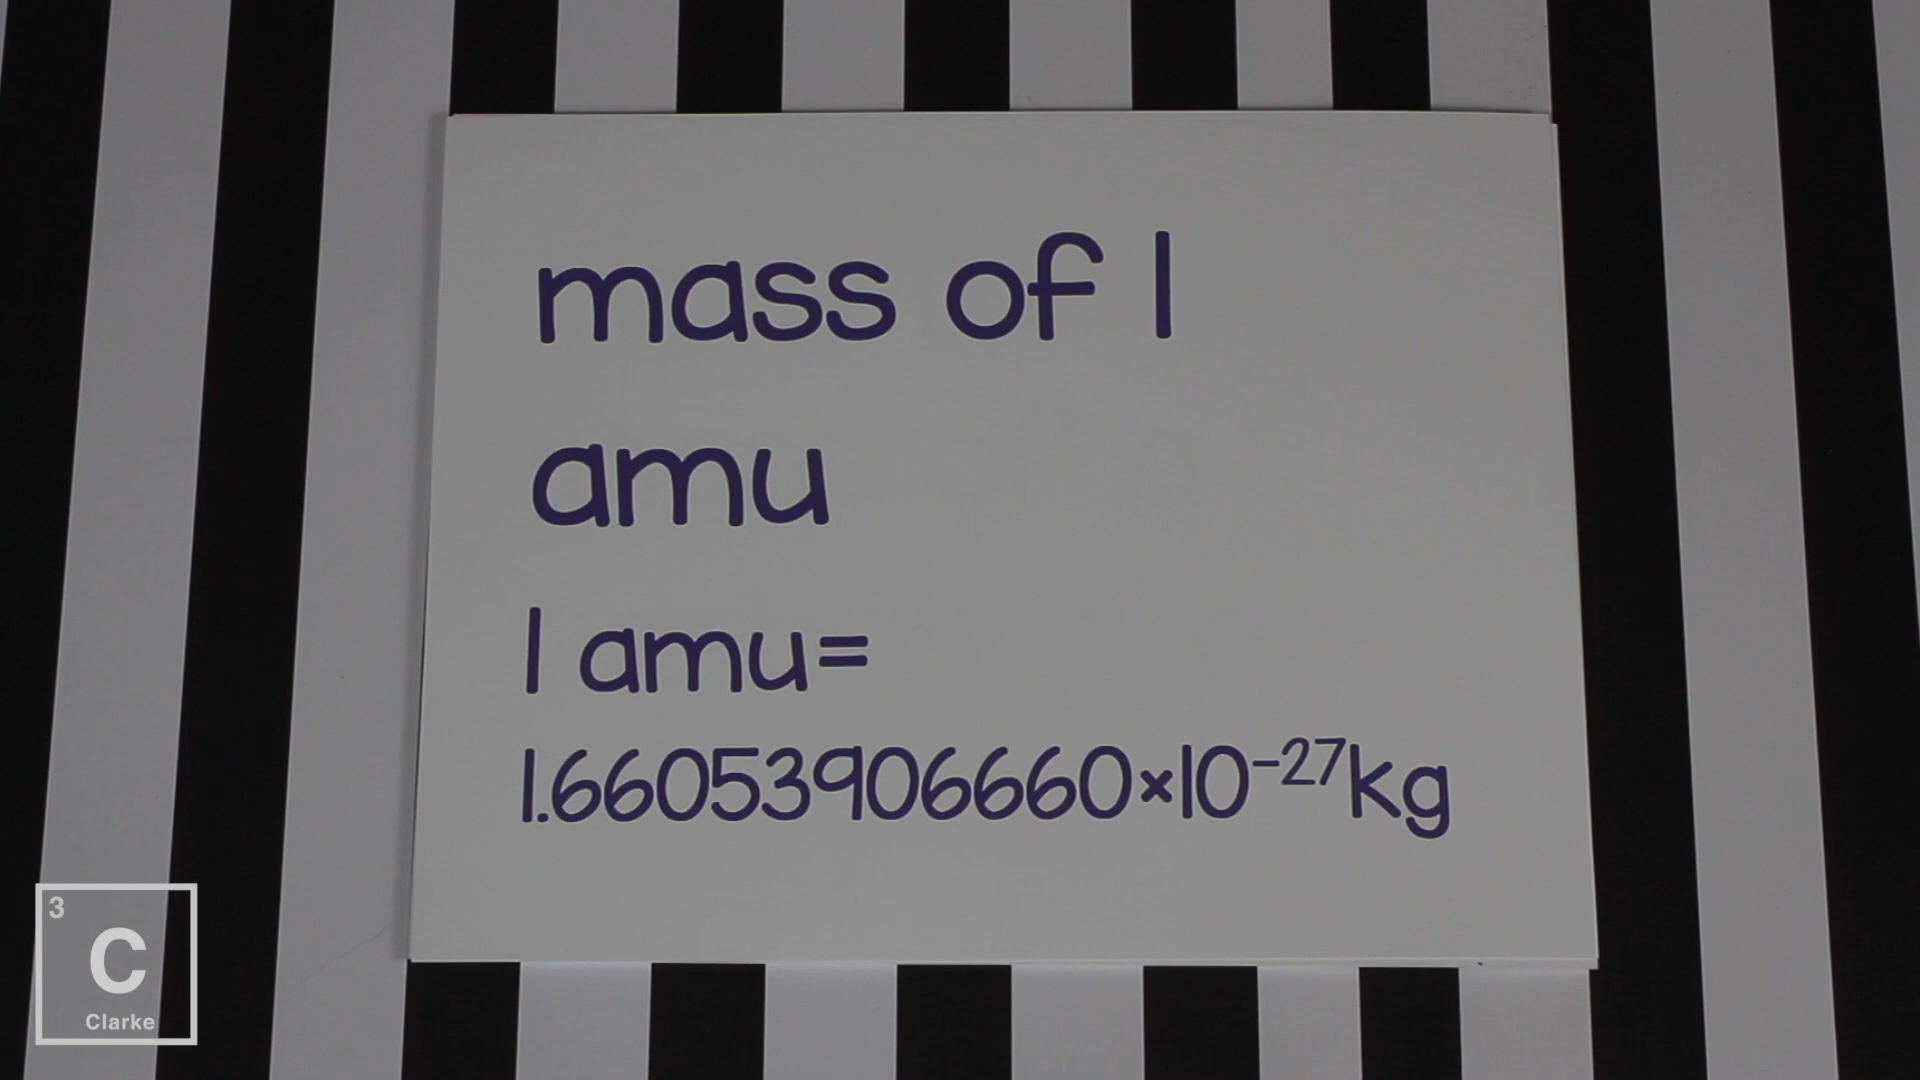 mass of 1
amu
1 amu=
1.66053906660×10⁻²⁷kg
3
C
Clarke